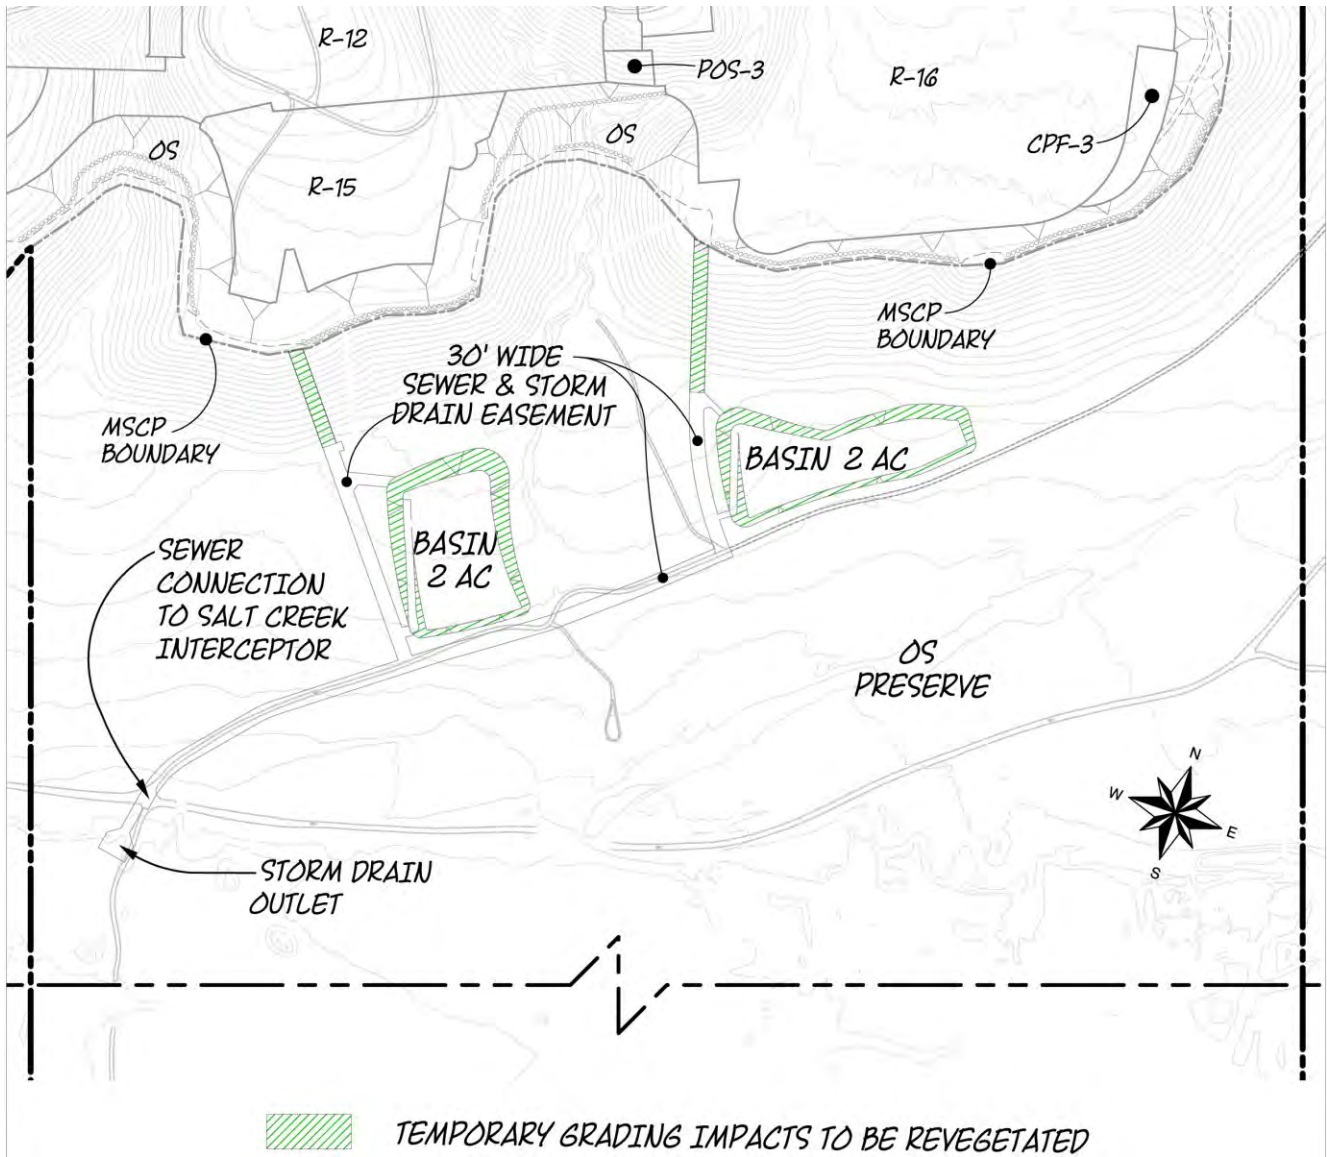 R-12
POS-3
R-16
OS
OS
CPF-3
R-15
MSCP
BOUNDARY
30' WIDE
SEWER & STORM
DRAIN EASEMENT
MSCP
BOUNDARY
BASIN 2 AC
BASIN
2 AC
SEWER
CONNECTION
TO SALT CREEK
INTERCEPTOR
OS
PRESERVE
N
W
E
S
STORM DRAIN
OUTLET
TEMPORARY GRADING IMPACTS TO BE REVEGETATED